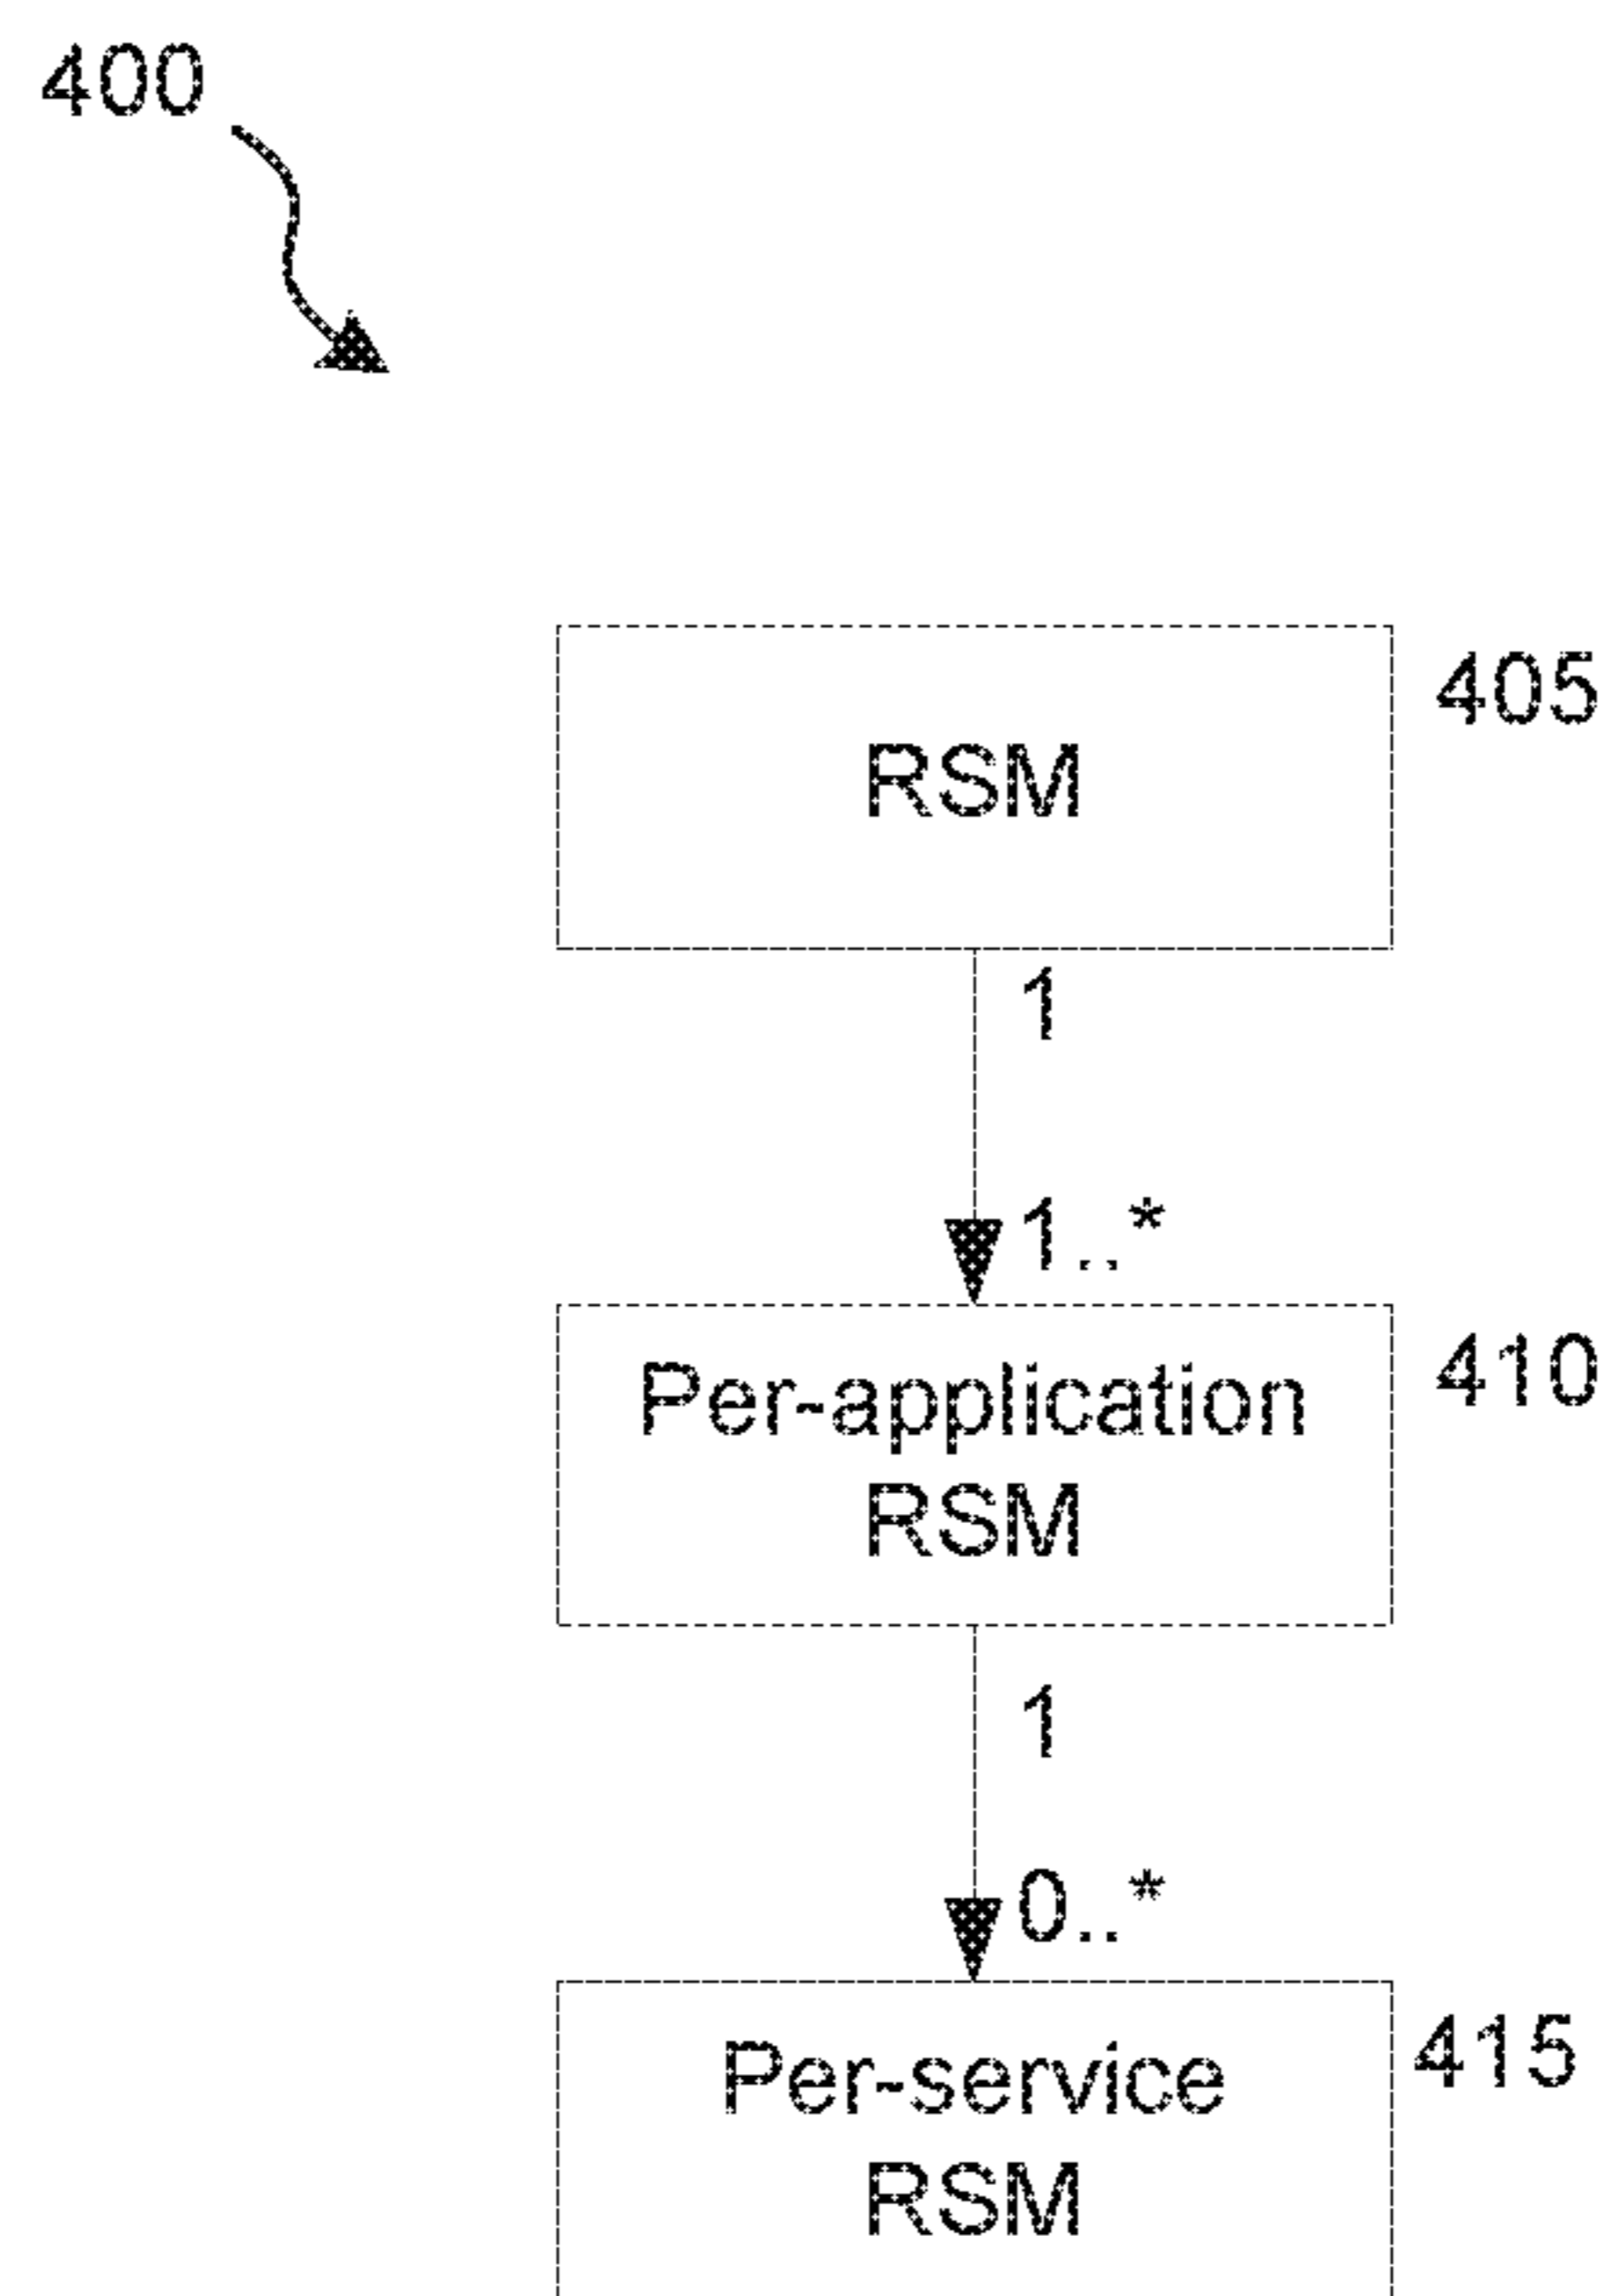 400
405
RSM
1
1..*
410
Per-application
RSM
1
0..*
415
Per-service
RSM